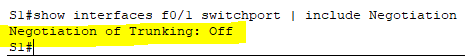 S1#show interfaces f0/1 switchport | include Negotiation
Negotiation of Trunking: Off
S1#